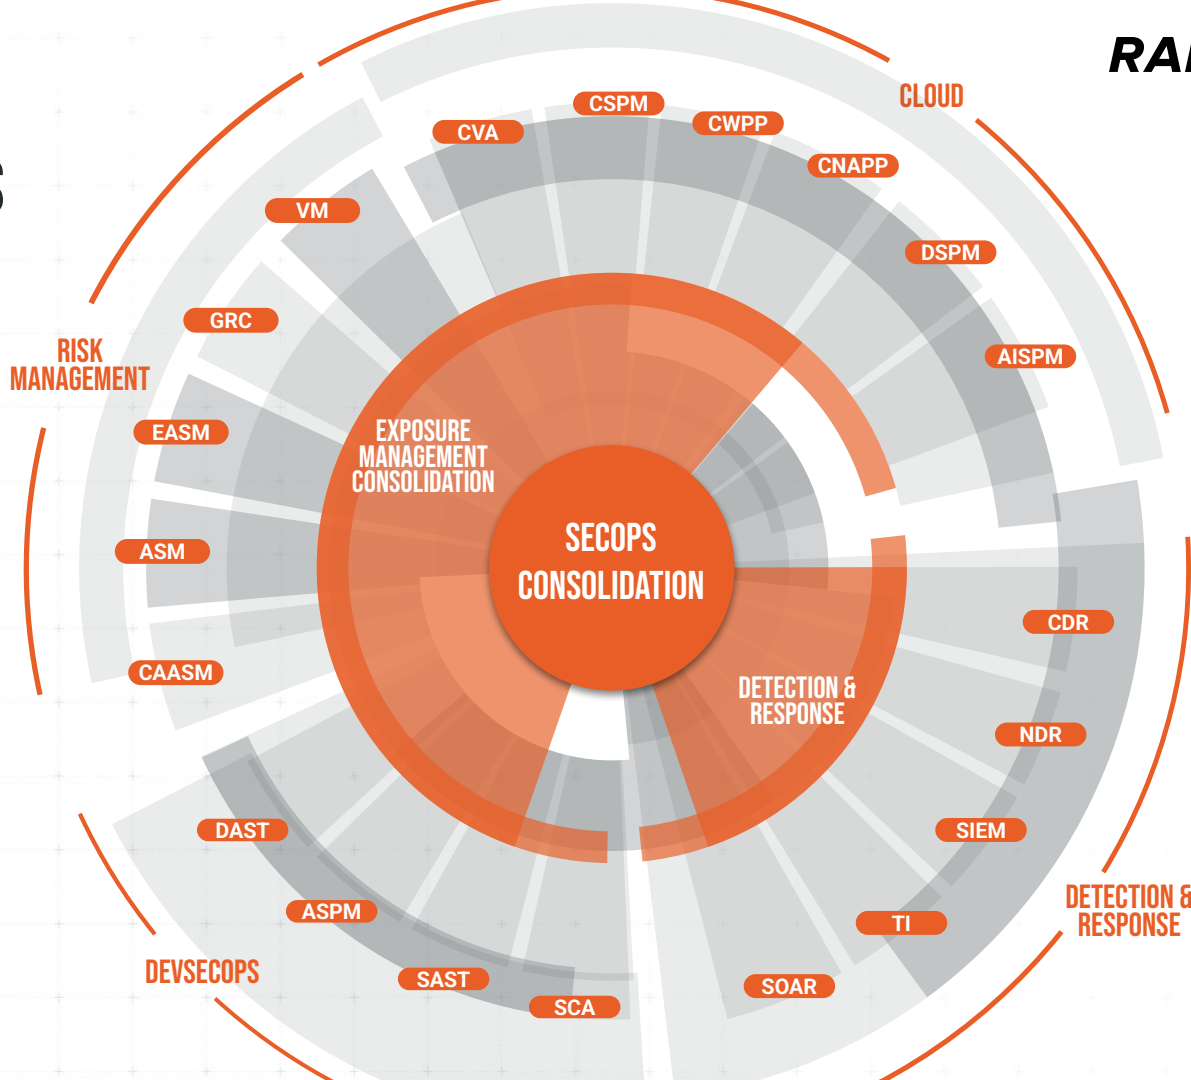 CLOUD
CSPM
CVA
CWPP
CNAPP
VM
DSPM
GRC
AISPM
RISK
MANAGEMENT
EXPOSURE
MANAGEMENT
CONSOLIDATION
EASM
SECOPS
CONSOLIDATION
ASM
CDR
CAASM
DETECTION &
RESPONSE
NDR
DAST
SIEM
ASPM
TI
DETECTION &
RESPONSE
DEVSECOPS
SAST
SOAR
SCA